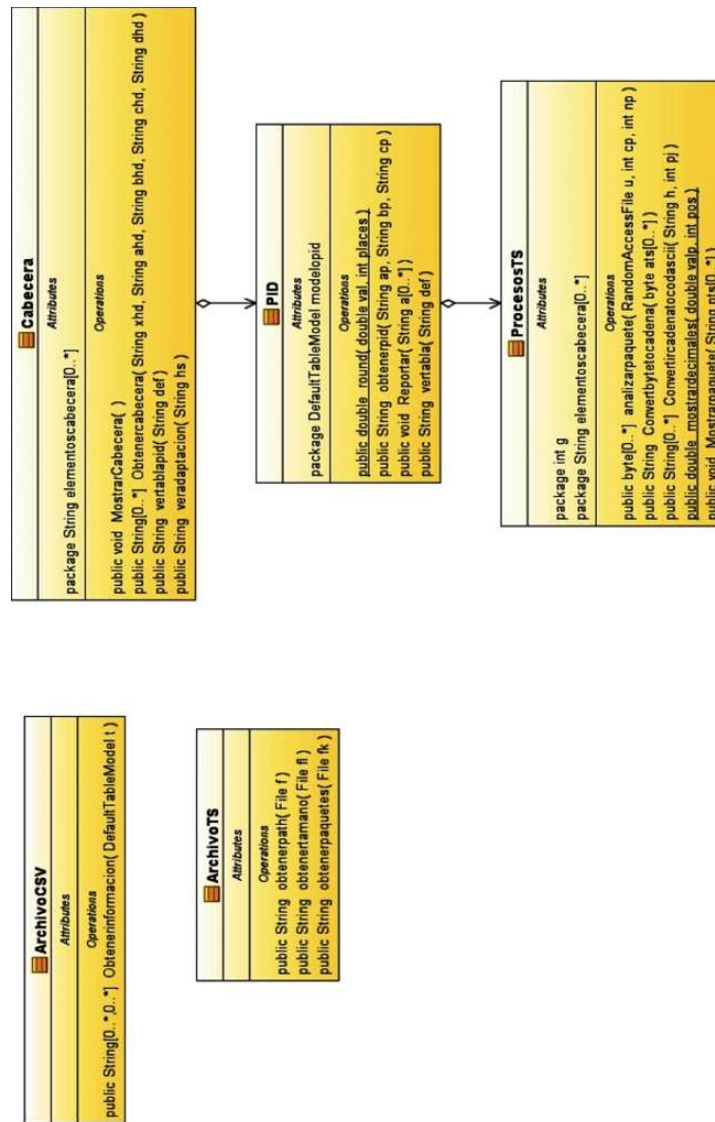 ArchivoCSV
Attributes
Operations
public String[0..*,0..*] Obtenerinformacion( DefaultTableModel t )
ArchivoTS
Attributes
Operations
public String obtenerpath( File f )
public String obtenertamano( File fl )
public String obtenerpaquetes( File fk )
Cabecera
Attributes
package String elementoscabecera[0..*]
Operations
public void MostrarCabecera( )
public String[0..*] Obtenercabecera( String xhd, String ahd, String bhd, String chd, String dhd )
public String vertablapid( String def )
public String veradaptacion( String hs )
PID
Attributes
package DefaultTableModel modelopid
Operations
public double round( double val, int places )
public String obtenerpid( String ap, String bp, String cp )
public void Reportar( String a[0..*] )
public String vertabla( String def )
ProcesosTS
Attributes
package int g
package String elementoscabecera[0..*]
Operations
public byte[0..*] analizarpaquete( RandomAccessFile u, int cp, int np )
public String Convertbytetocadena( byte ats[0..*] )
public String[0..*] Convertircadenatocodascii( String h, int pj )
public double mostrardecimales( double valp, int pos )
public void Mostrarpaquete( String pts[0..*] )